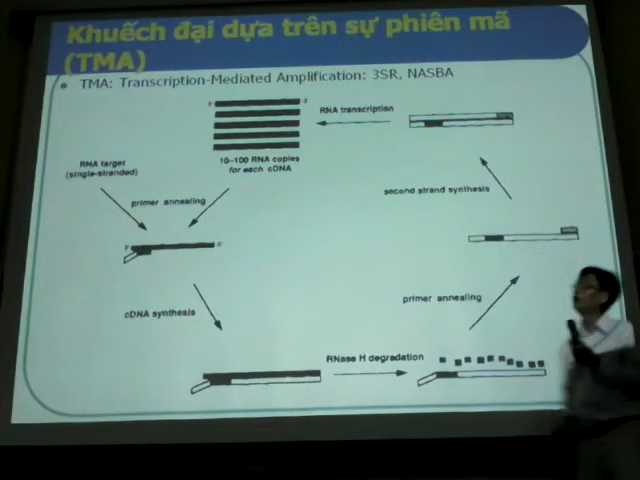 Khuếch đại dựa trên sự phiên mã
(TMA)
TMA: Transcription-Mediated Amplification: 3SR, NASBA
RNA transcription
10–100 RNA copies
for each cDNA
RNA target
(single-stranded)
primer annealing
second strand synthesis
cDNA synthesis
primer annealing
RNase H degradation